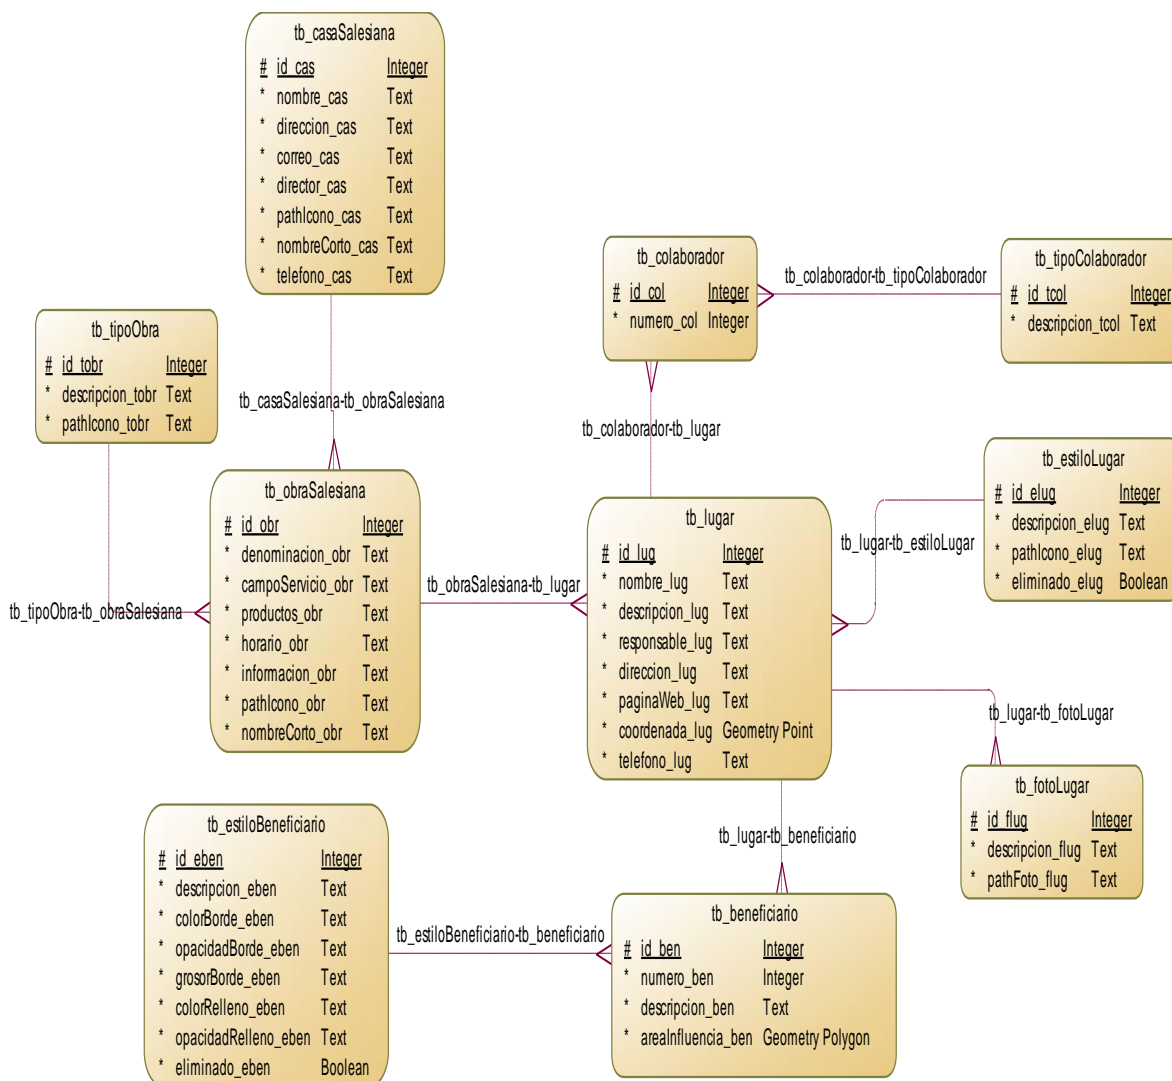 tb_casaSalesiana
# id_cas Integer
* nombre_cas Text
* direccion_cas Text
* correo_cas Text
* director_cas Text
* pathIcono_cas Text
* nombreCorto_cas Text
* telefono_cas Text
tb_colaborador
# id_col Integer
* numero_col Integer
tb_colaborador-tb_tipoColaborador
tb_tipoColaborador
# id_tcol Integer
* descripcion_tcol Text
tb_tipoObra
# id_tobr Integer
* descripcion_tobr Text
* pathIcono_tobr Text
tb_casaSalesiana-tb_obraSalesiana
tb_colaborador-tb_lugar
tb_estiloLugar
# id_elug Integer
* descripcion_elug Text
* pathIcono_elug Text
* eliminado_elug Boolean
tb_obraSalesiana
# id_obr Integer
* denominacion_obr Text
* campoServicio_obr Text
* productos_obr Text
* horario_obr Text
* informacion_obr Text
* pathIcono_obr Text
* nombreCorto_obr Text
tb_tipoObra-tb_obraSalesiana
tb_obraSalesiana-tb_lugar
tb_lugar
# id_lug Integer
* nombre_lug Text
* descripcion_lug Text
* responsable_lug Text
* direccion_lug Text
* paginaWeb_lug Text
* coordenada_lug Geometry Point
* telefono_lug Text
tb_lugar-tb_estiloLugar
tb_lugar-tb_fotoLugar
tb_fotoLugar
# id_flug Integer
* descripcion_flug Text
* pathFoto_flug Text
tb_lugar-tb_beneficiario
tb_estiloBeneficiario
# id_eben Integer
* descripcion_eben Text
* colorBorde_eben Text
* opacidadBorde_eben Text
* grosorBorde_eben Text
* colorRelleno_eben Text
* opacidadRelleno_eben Text
* eliminado_eben Boolean
tb_estiloBeneficiario-tb_beneficiario
tb_beneficiario
# id_ben Integer
* numero_ben Integer
* descripcion_ben Text
* areaInfluencia_ben Geometry Polygon